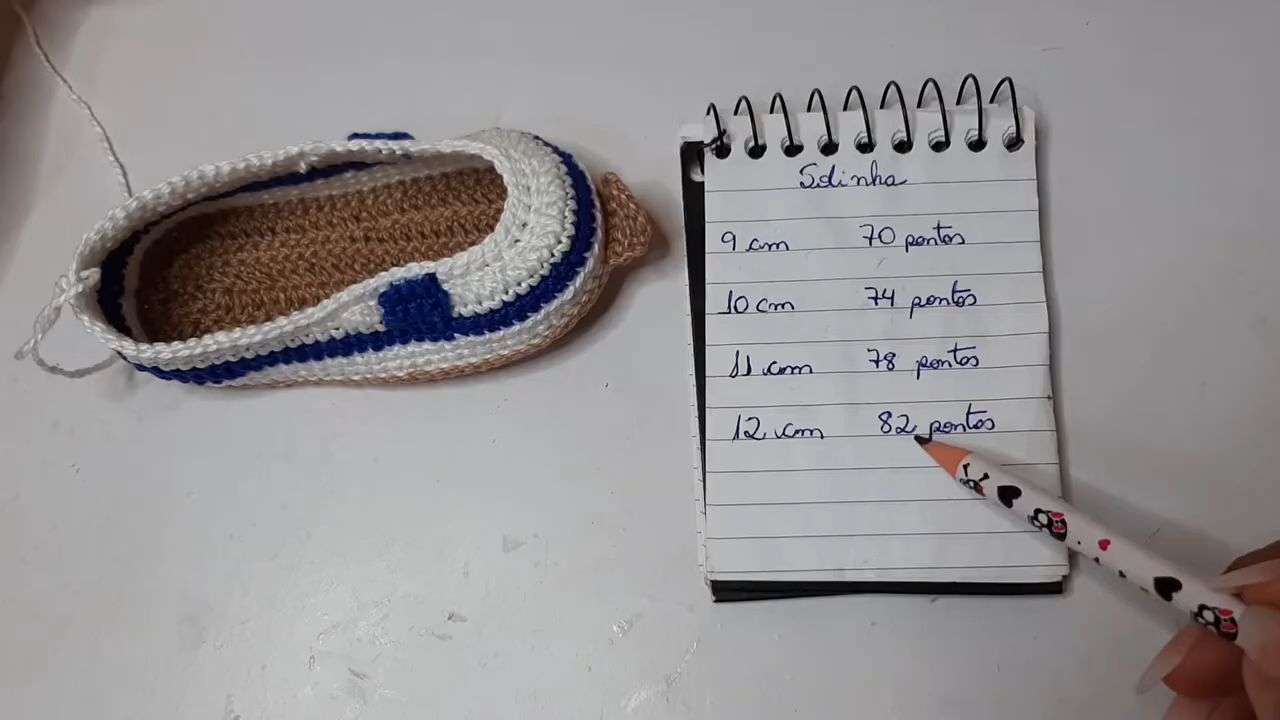 Solinha
9 cm 70 pontos
10 cm 74 pontos
11 cm 78 pontos
12 cm 82 pontos